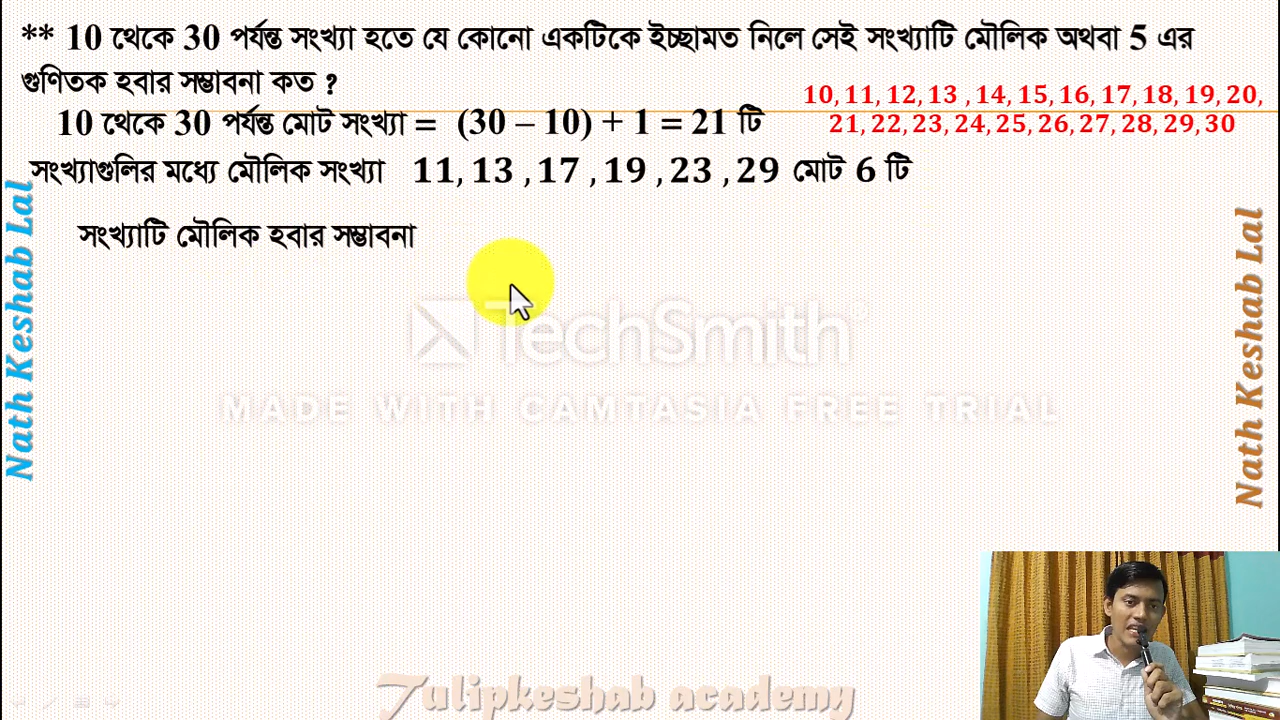 ** 10 থেকে 30 পর্যন্ত সংখ্যা হতে যে কোনো একটিকে ইচ্ছামত নিলে সেই সংখ্যাটি মৌলিক অথবা 5 এর
গুণিতক হবার সম্ভাবনা কত ?
10, 11, 12, 13 , 14, 15, 16, 17, 18, 19, 20,
21, 22, 23, 24, 25, 26, 27, 28, 29, 30
10 থেকে 30 পর্যন্ত মোট সংখ্যা = (30 – 10) + 1 = 21 টি
সংখ্যাগুলির মধ্যে মৌলিক সংখ্যা 11, 13 , 17 , 19 , 23 , 29 মোট 6 টি
সংখ্যাটি মৌলিক হবার সম্ভাবনা
Nath Keshab Lal
Nath Keshab Lal
TechSmith®
MADE WITH CAMTASIA FREE TRIAL
lipkeshab academy